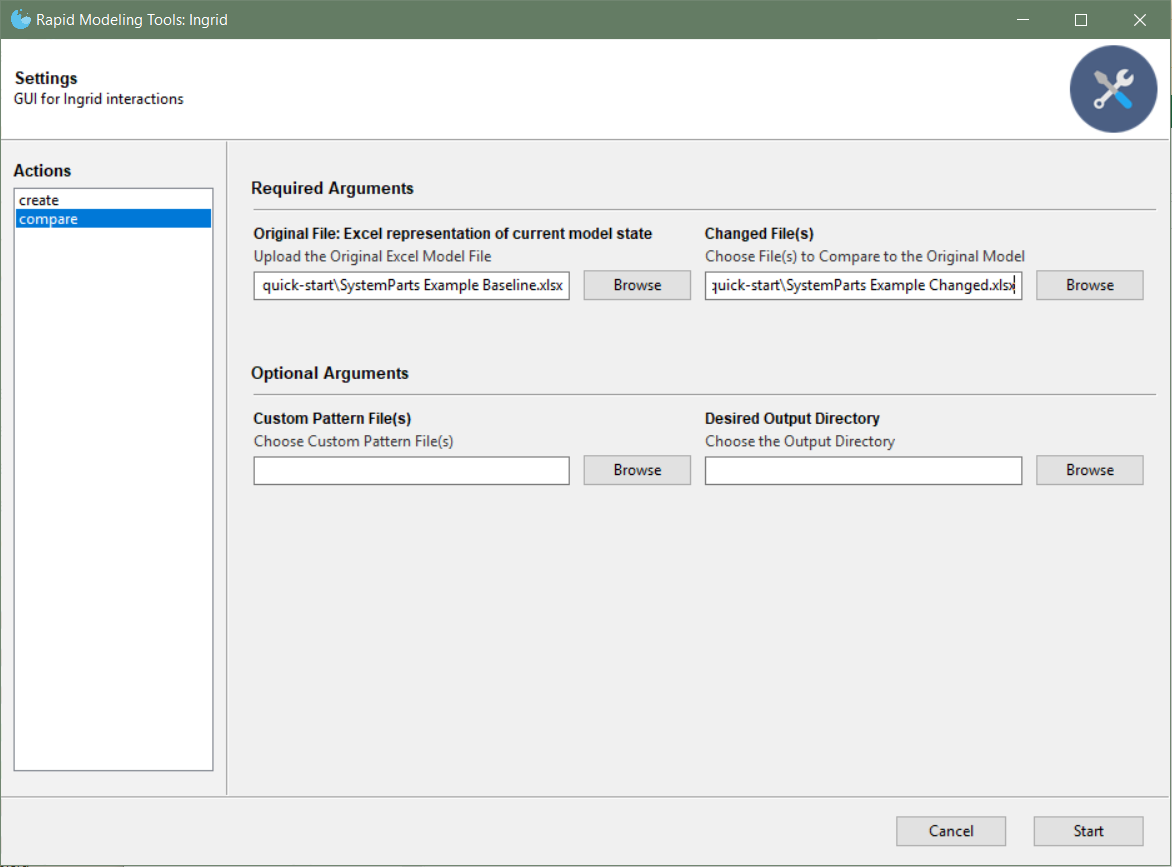 Rapid Modeling Tools: Ingrid
Settings
GUI for Ingrid interactions
Actions
create
compare
Required Arguments
Original File: Excel representation of current model state
Upload the Original Excel Model File
quick-start\SystemParts Example Baseline.xlsx
Browse
Changed File(s)
Choose File(s) to Compare to the Original Model
quick-start\SystemParts Example Changed.xlsx
Browse
Optional Arguments
Custom Pattern File(s)
Choose Custom Pattern File(s)
Browse
Desired Output Directory
Choose the Output Directory
Browse
Cancel
Start